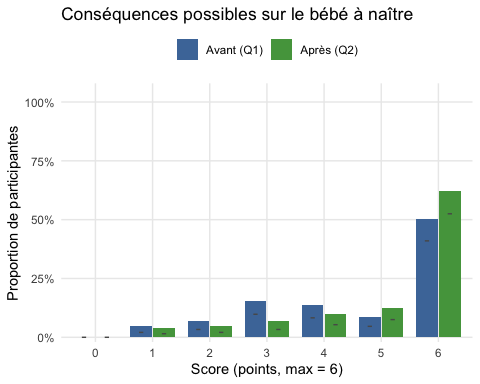 Conséquences possibles sur le bébé à naître
Avant (Q1) Après (Q2)
100%
75%
50%
25%
0%
Proportion de participantes
0 1 2 3 4 5 6
Score (points, max = 6)